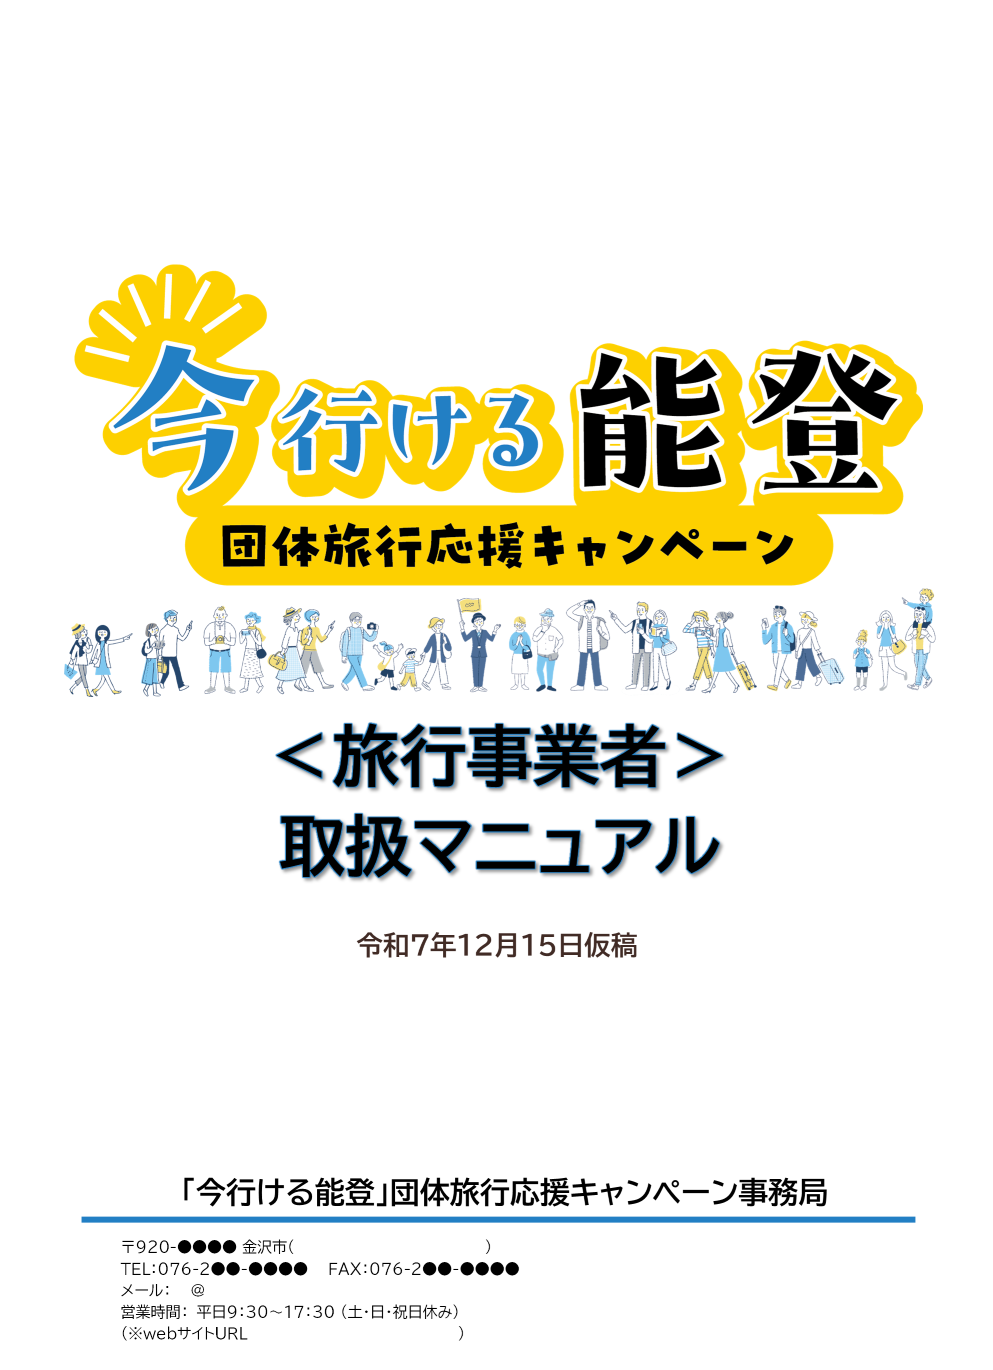 今行ける能登
団体旅行応援キャンペーン
＜旅行事業者＞
取扱マニュアル
令和7年12月15日仮稿
「今行ける能登」団体旅行応援キャンペーン事務局
〒920-●●●● 金沢市(　　　　　　　　　　　　)
TEL：076-2●●-●●●●　FAX：076-2●●-●●●●
メール：　@
営業時間： 平日9：30～17：30 （土・日・祝日休み）
（※webサイトURL　　　　　　　　　　　　　）